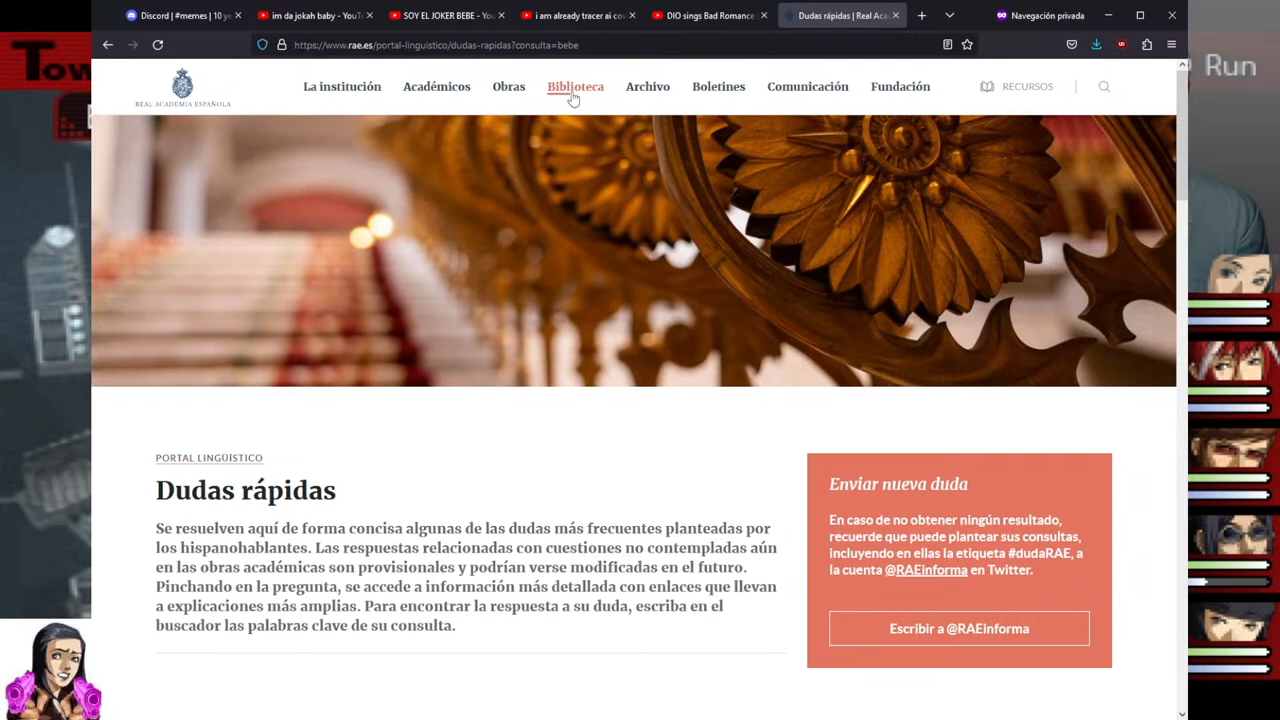 Discord | #memes | 10 ye
im da jokah baby - YouTu
SOY EL JOKER BEBE - You
i am already tracer ai cov
DIO sings Bad Romance |
Dudas rápidas | Real Aca
Navegación privada
https://www.rae.es/portal-linguistico/dudas-rapidas?consulta=bebe
Tow
Run
REAL ACADEMIA ESPAÑOLA
La institución
Académicos
Obras
Biblioteca
Archivo
Boletines
Comunicación
Fundación
RECURSOS
PORTAL LINGÜÍSTICO
Dudas rápidas
Se resuelven aquí de forma concisa algunas de las dudas más frecuentes planteadas por
los hispanohablantes. Las respuestas relacionadas con cuestiones no contempladas aún
en las obras académicas son provisionales y podrían verse modificadas en el futuro.
Pinchando en la pregunta, se accede a información más detallada con enlaces que llevan
a explicaciones más amplias. Para encontrar la respuesta a su duda, escriba en el
buscador las palabras clave de su consulta.
Enviar nueva duda
En caso de no obtener ningún resultado,
recuerde que puede plantear sus consultas,
incluyendo en ellas la etiqueta #dudaRAE, a
la cuenta @RAEinforma en Twitter.
Escribir a @RAEinforma